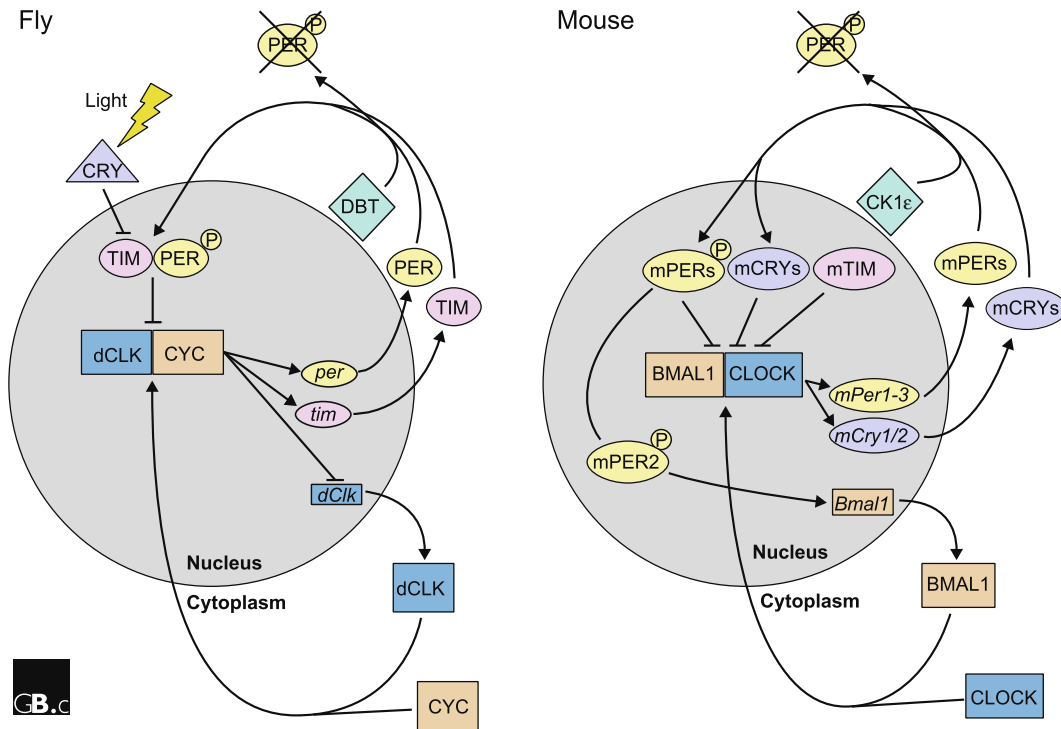 Fly
P
PER
Light
CRY
DBT
TIM
PER
P
PER
TIM
dCLK
CYC
per
tim
dClk
Nucleus
Cytoplasm
dCLK
CYC
GB.c
Mouse
P
PER
CK1ε
mPERs
P
mCRYs
mTIM
mPERs
mCRYs
BMAL1
CLOCK
mPer1-3
mCry1/2
P
mPER2
Bmal1
Nucleus
Cytoplasm
BMAL1
CLOCK